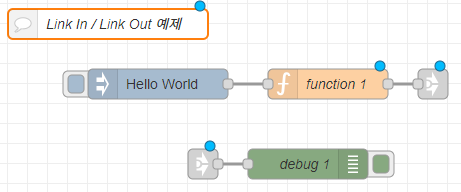 Link In / Link Out 예제
Hello World
function 1
debug 1